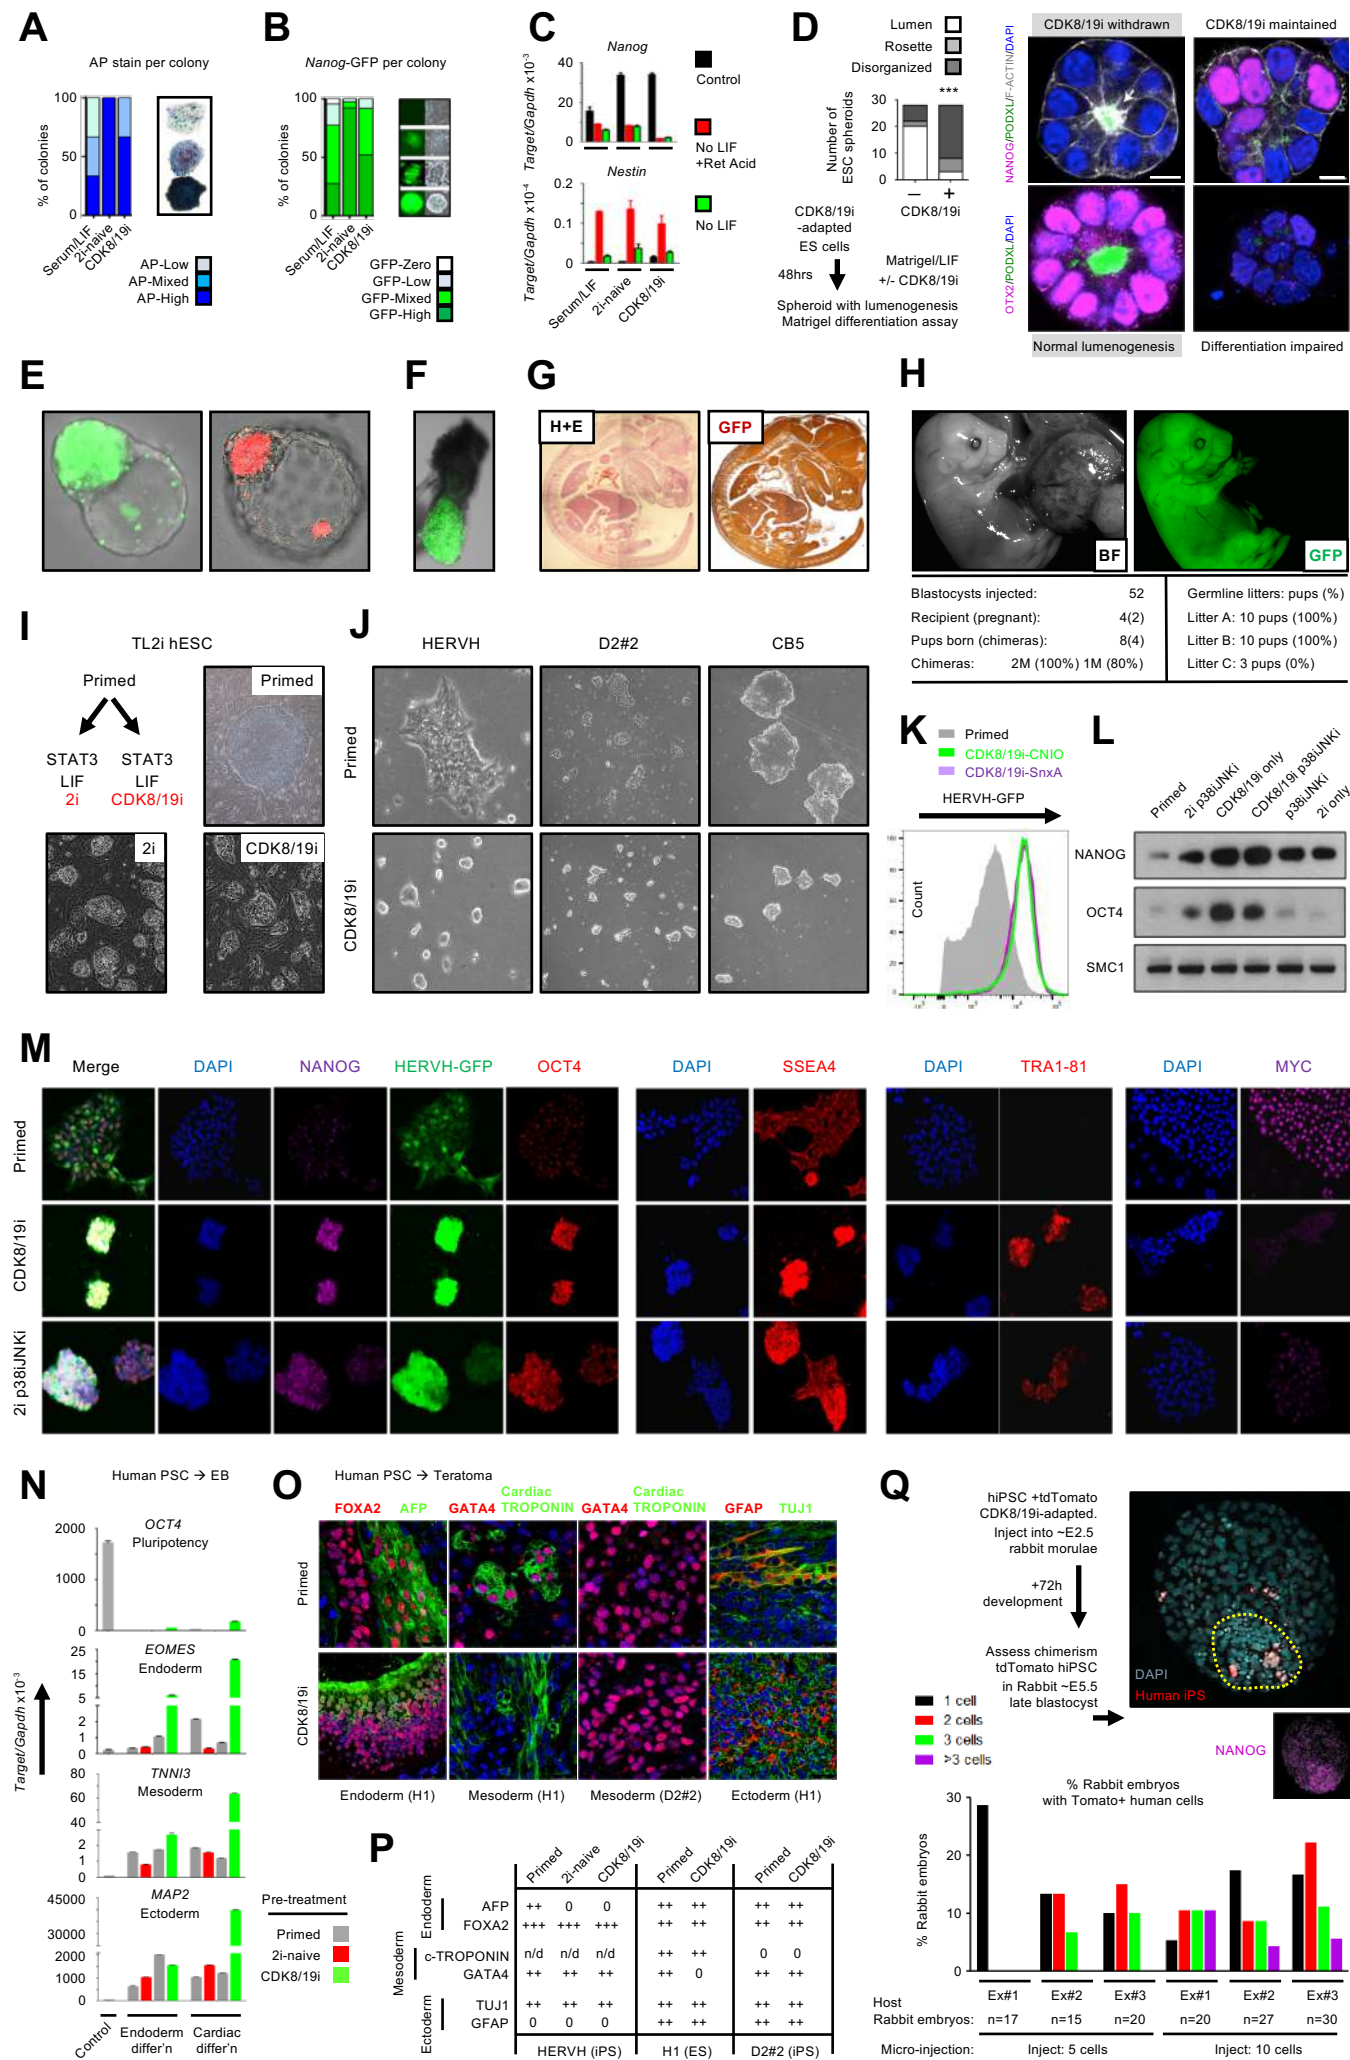 A
AP stain per colony
% of colonies
100
50
0
Serum/LIF
2i-naive
CDK8/19i
AP-Low
AP-Mixed
AP-High
B
Nanog-GFP per colony
% of colonies
100
50
0
Serum/LIF
2i-naive
CDK8/19i
GFP-Zero
GFP-Low
GFP-Mixed
GFP-High
C
Nanog
Target/Gapdh x10-3
40
20
0
Nestin
Target/Gapdh x10-4
0.2
0.1
0
Serum/LIF
2i-naive
CDK8/19i
Control
No LIF
+Ret Acid
No LIF
D
Lumen
Rosette
Disorganized
***
Number of
ESC spheroids
30
20
10
0
– +
CDK8/19i
CDK8/19i
-adapted
ES cells
48hrs
Matrigel/LIF
+/- CDK8/19i
Spheroid with lumenogenesis
Matrigel differentiation assay
CDK8/19i withdrawn
CDK8/19i maintained
NANOG/PODXL/F-ACTIN/DAPI
OTX2/PODXL/DAPI
Normal lumenogenesis
Differentiation impaired
E
F
G
H+E
GFP
H
BF
GFP
Blastocysts injected: 52
Recipient (pregnant): 4(2)
Pups born (chimeras): 8(4)
Chimeras: 2M (100%) 1M (80%)
Germline litters: pups (%)
Litter A: 10 pups (100%)
Litter B: 10 pups (100%)
Litter C: 3 pups (0%)
I
TL2i hESC
Primed
STAT3 STAT3
LIF LIF
2i CDK8/19i
Primed
2i
CDK8/19i
J
HERVH
D2#2
CB5
Primed
CDK8/19i
K
Primed
CDK8/19i-CNIO
CDK8/19i-SnxA
HERVH-GFP
Count
100
80
60
40
20
0
L
Primed
2i p38iJNKi
CDK8/19i only
CDK8/19i p38iJNKi
p38iJNKi
2i only
NANOG
OCT4
SMC1
M
Merge
DAPI
NANOG
HERVH-GFP
OCT4
DAPI
SSEA4
DAPI
TRA1-81
DAPI
MYC
Primed
CDK8/19i
2i p38iJNKi
N
Human PSC → EB
Target/Gapdh x10-3
OCT4
Pluripotency
2000
1000
0
EOMES
Endoderm
25
15
5
2
1
0
TNNI3
Mesoderm
80
60
40
2
1
0
MAP2
Ectoderm
45000
30000
2000
1000
0
Control
Endoderm
differ'n
Cardiac
differ'n
Pre-treatment
Primed
2i-naive
CDK8/19i
O
Human PSC → Teratoma
FOXA2 AFP
GATA4 Cardiac
TROPONIN
GATA4 Cardiac
TROPONIN
GFAP TUJ1
Primed
CDK8/19i
Endoderm (H1)
Mesoderm (H1)
Mesoderm (D2#2)
Ectoderm (H1)
P
Primed 2i-naive CDK8/19i Primed CDK8/19i Primed CDK8/19i
Endoderm
AFP ++ 0 0 ++ ++ ++ ++
FOXA2 +++ +++ +++ ++ ++ ++ ++
Mesoderm
c-TROPONIN n/d n/d n/d ++ ++ 0 0
GATA4 ++ ++ ++ ++ 0 ++ ++
Ectoderm
TUJ1 ++ ++ ++ ++ ++ ++ ++
GFAP 0 0 0 ++ ++ ++ ++
HERVH (iPS) H1 (ES) D2#2 (iPS)
Q
hiPSC +tdTomato
CDK8/19i-adapted.
Inject into ~E2.5
rabbit morulae
+72h
development
Assess chimerism
tdTomato hiPSC
in Rabbit ~E5.5
late blastocyst
DAPI
Human iPS
NANOG
1 cell
2 cells
3 cells
>3 cells
% Rabbit embryos
with Tomato+ human cells
% Rabbit embryos
30
20
10
0
Ex#1 Ex#2 Ex#3 Ex#1 Ex#2 Ex#3
Host
Rabbit embryos: n=17 n=15 n=20 n=20 n=27 n=30
Micro-injection: Inject: 5 cells Inject: 10 cells